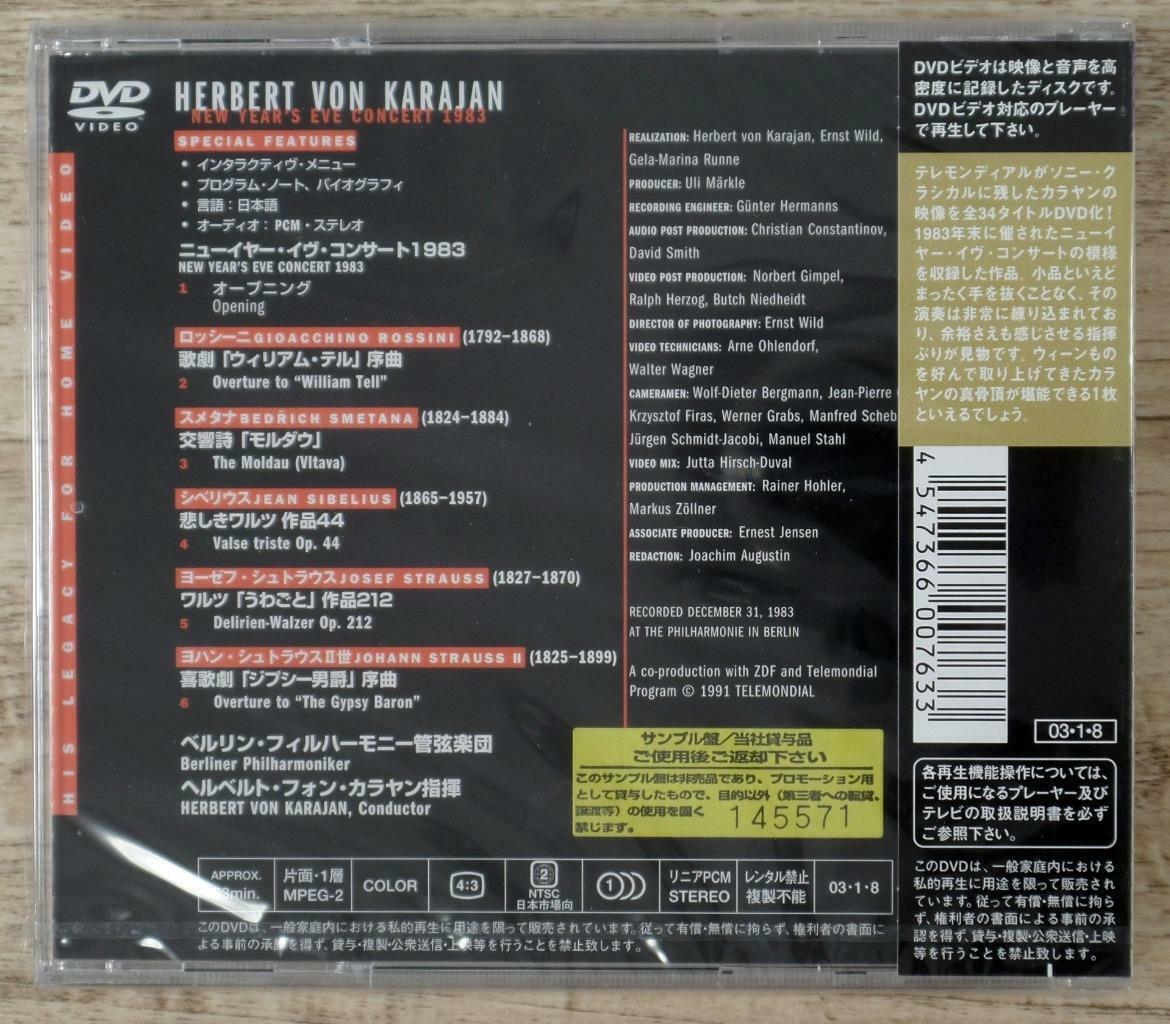 DVD
VIDEO
HERBERT VON KARAJAN
NEW YEAR'S EVE CONCERT 1983
HIS LEGACY FOR HOME VIDEO
SPECIAL FEATURES
• インタラクティヴ・メニュー
• プログラム・ノート、バイオグラフィ
• 言語：日本語
• オーディオ：PCM・ステレオ
ニューイヤー・イヴ・コンサート1983
NEW YEAR'S EVE CONCERT 1983
1 オープニング
Opening
ロッシーニ GIOACCHINO ROSSINI (1792–1868)
歌劇「ウィリアム・テル」序曲
2 Overture to “William Tell”
スメタナ BEDŘICH SMETANA (1824–1884)
交響詩「モルダウ」
3 The Moldau (Vltava)
シベリウス JEAN SIBELIUS (1865–1957)
悲しきワルツ 作品44
4 Valse triste Op. 44
ヨーゼフ・シュトラウス JOSEF STRAUSS (1827–1870)
ワルツ「うわごと」作品212
5 Delirien-Walzer Op. 212
ヨハン・シュトラウスⅡ世 JOHANN STRAUSS II (1825–1899)
喜歌劇「ジプシー男爵」序曲
6 Overture to “The Gypsy Baron”
ベルリン・フィルハーモニー管弦楽団
Berliner Philharmoniker
ヘルベルト・フォン・カラヤン指揮
HERBERT VON KARAJAN, Conductor
REALIZATION: Herbert von Karajan, Ernst Wild,
Gela-Marina Runne
PRODUCER: Uli Märkle
RECORDING ENGINEER: Günter Hermanns
AUDIO POST PRODUCTION: Christian Constantinov,
David Smith
VIDEO POST PRODUCTION: Norbert Gimpel,
Ralph Herzog, Butch Niedheidt
DIRECTOR OF PHOTOGRAPHY: Ernst Wild
VIDEO TECHNICIANS: Arne Ohlendorf,
Walter Wagner
CAMERAMEN: Wolf-Dieter Bergmann, Jean-Pierre
Krzysztof Firas, Werner Grabs, Manfred Scheb
Jürgen Schmidt-Jacobi, Manuel Stahl
VIDEO MIX: Jutta Hirsch-Duval
PRODUCTION MANAGEMENT: Rainer Hohler,
Markus Zöllner
ASSOCIATE PRODUCER: Ernest Jensen
REDACTION: Joachim Augustin
RECORDED DECEMBER 31, 1983
AT THE PHILHARMONIE IN BERLIN
A co-production with ZDF and Telemondial
Program © 1991 TELEMONDIAL
サンプル盤／当社貸与品
ご使用後ご返却下さい
このサンプル盤は非売品であり、プロモーション用
として貸与したもので、目的以外（第三者への転貸、
譲渡等）の使用を固く
禁じます。
145571
APPROX.
min.
片面・1層
MPEG-2
COLOR
4:3
2
NTSC
日本市場向
1
リニアPCM
STEREO
レンタル禁止
複製不能
03・1・8
このDVDは、一般家庭内における私的再生に用途を限って販売されています。従って有償・無償に拘らず、権利者の書面に
よる事前の承認を得ず、貸与・複製・公衆送信・上映等を行うことを禁止致します。
DVDビデオは映像と音声を高
密度に記録したディスクです。
DVDビデオ対応のプレーヤー
で再生して下さい。
テレモンディアルがソニー・ク
ラシカルに残したカラヤンの
映像を全34タイトルDVD化！
1983年末に催されたニューイ
ヤー・イヴ・コンサートの模様
を収録した作品。小品といえど
まったく手を抜くことなく、その
演奏は非常に練り込まれてお
り、余裕さえも感じさせる指揮
ぶりが見物です。ウィーンもの
を好んで取り上げてきたカラ
ヤンの真骨頂が堪能できる1枚
といえるでしょう。
4 547366 007633
03・1・8
各再生機能操作については、
ご使用になるプレーヤー及び
テレビの取扱説明書を必ず
ご参照下さい。
このDVDは、一般家庭内における
私的再生に用途を限って販売され
ています。従って有償・無償に拘ら
ず、権利者の書面による事前の承
認を得ず、貸与・複製・公衆送信・上映
等を行うことを禁止致します。